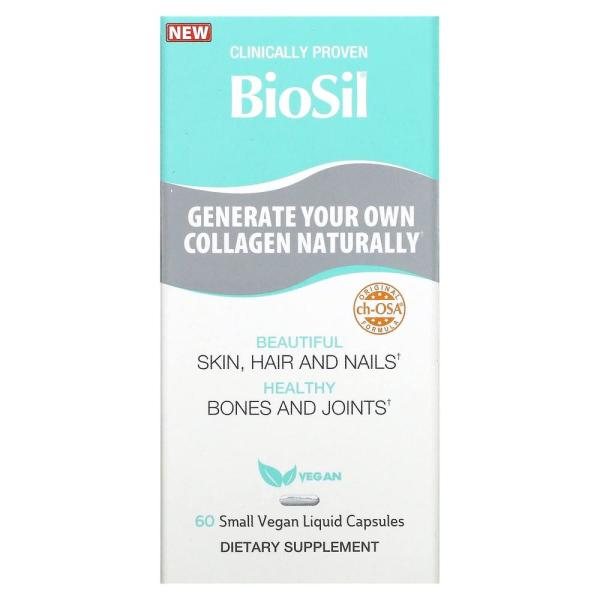 NEW
CLINICALLY PROVEN
BioSil®
GENERATE YOUR OWN
COLLAGEN NATURALLY†
ORIGINAL
ch-OSA®
FORMULA
BEAUTIFUL
SKIN, HAIR AND NAILS†
HEALTHY
BONES AND JOINTS†
VEGAN
60 Small Vegan Liquid Capsules
DIETARY SUPPLEMENT